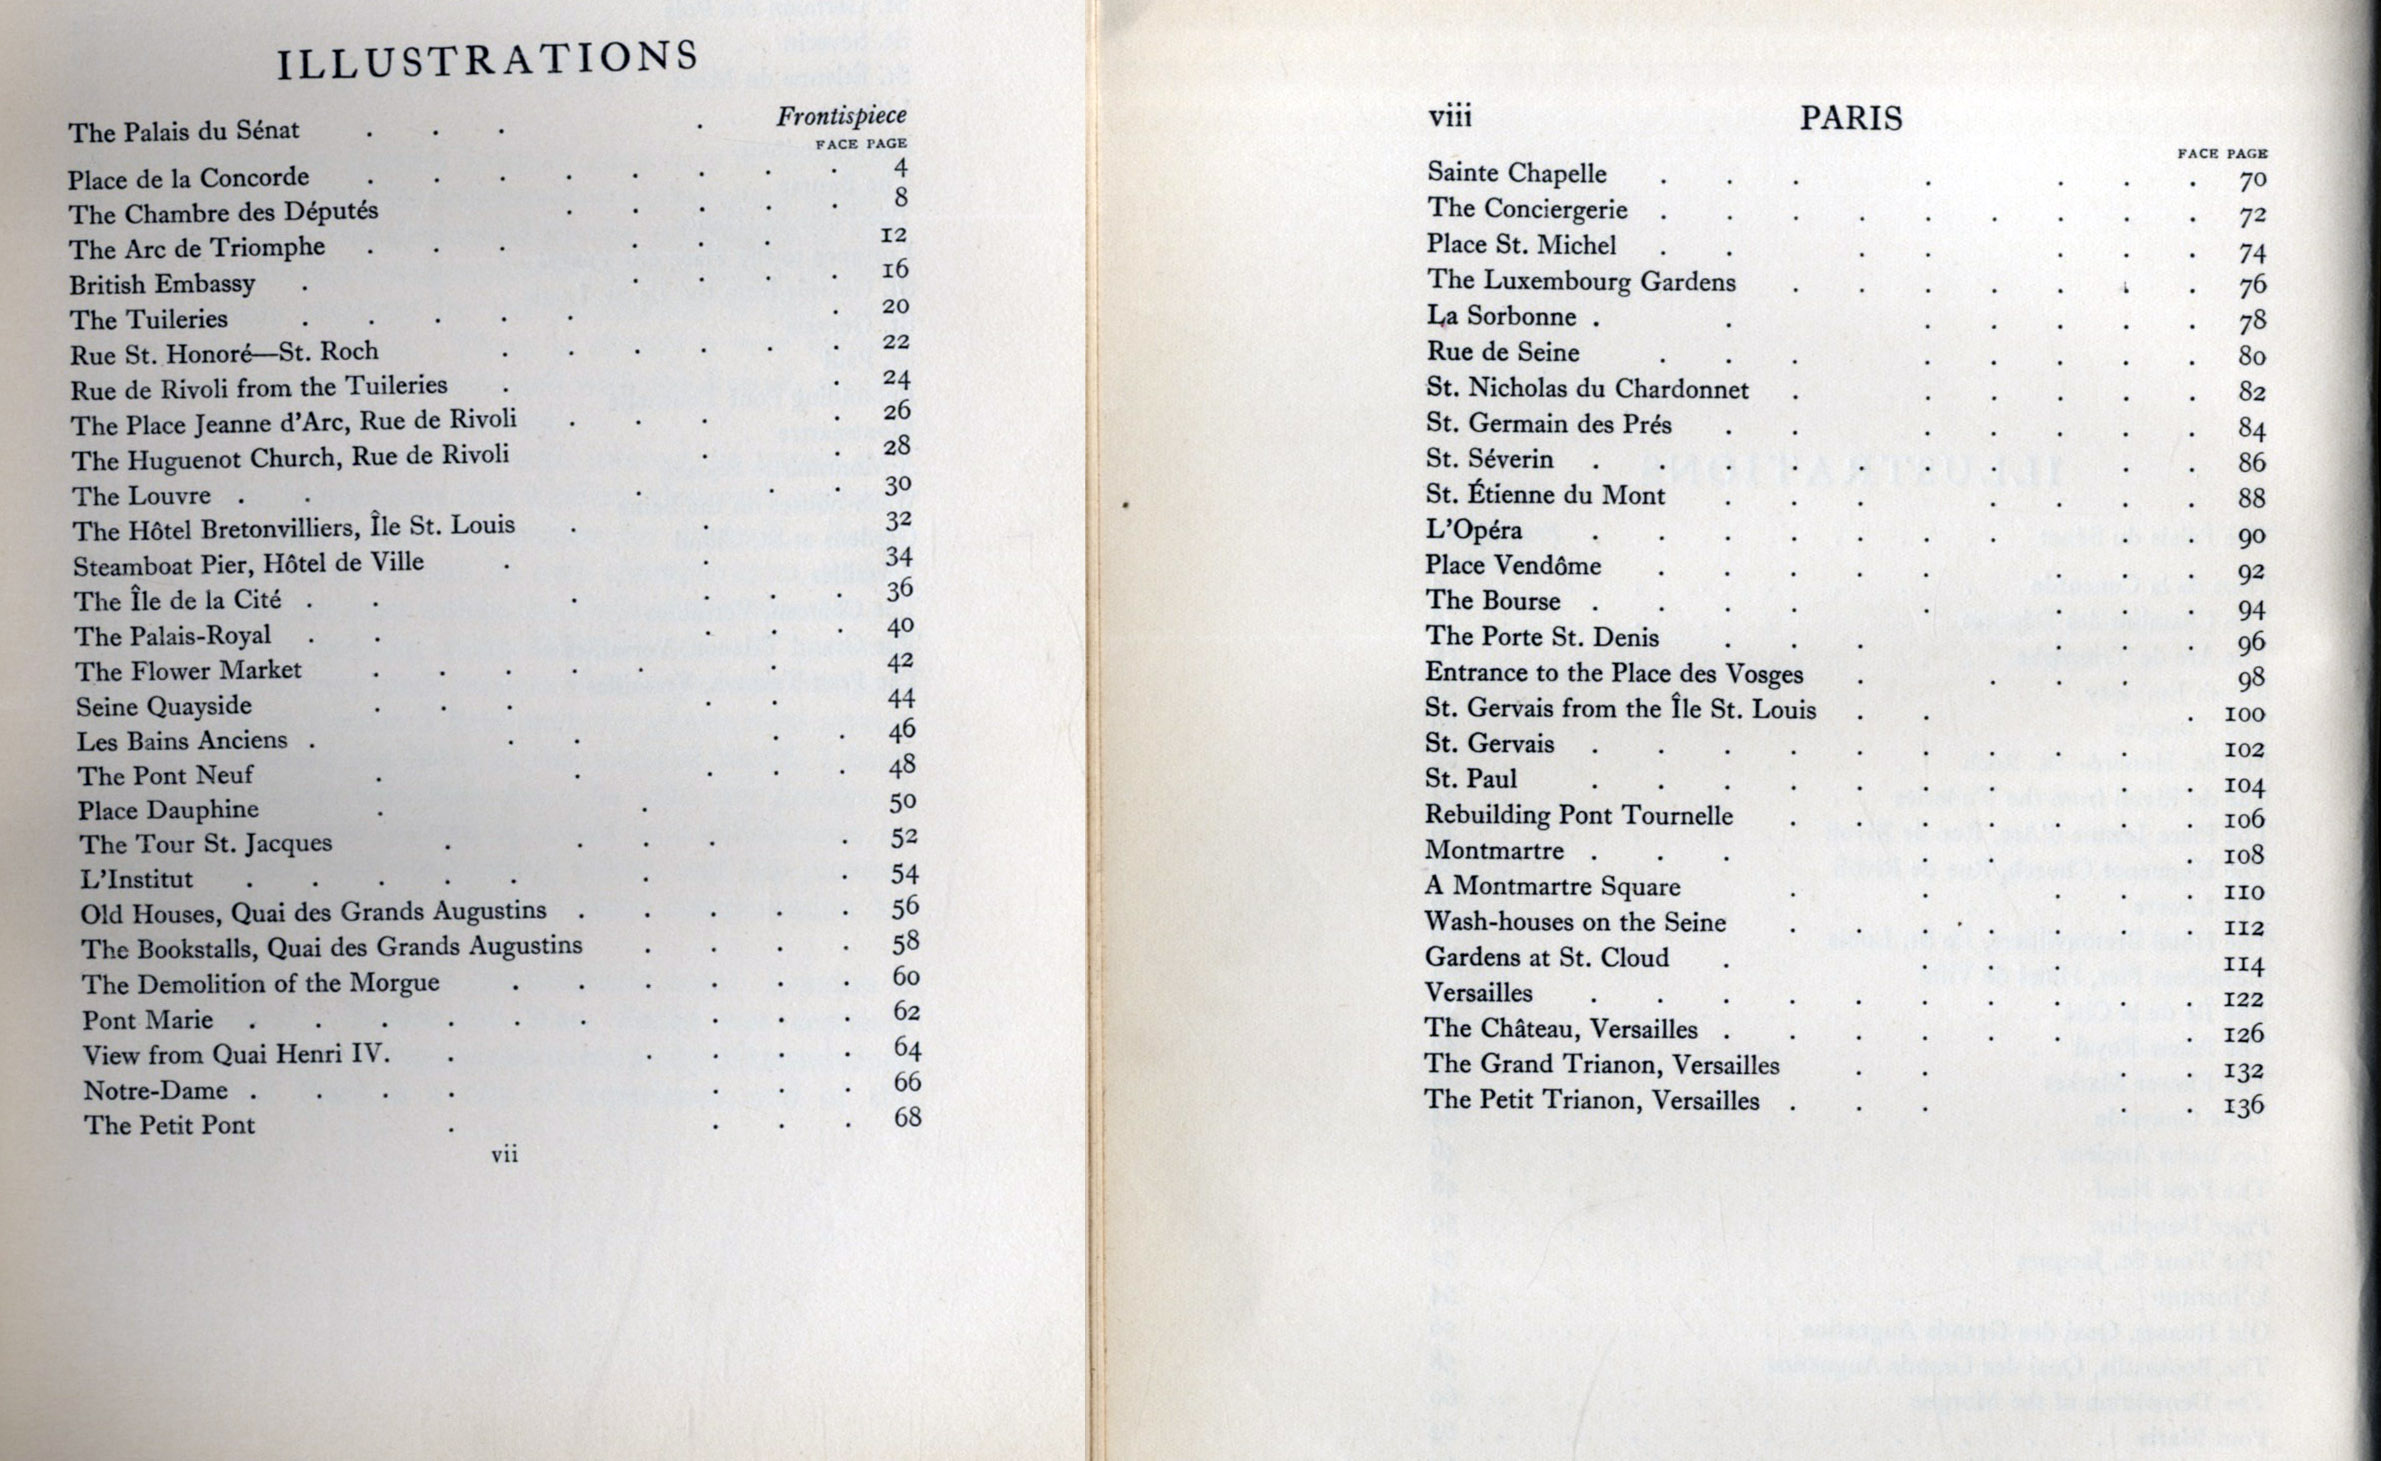 ILLUSTRATIONS
The Palais du Sénat . . . . Frontispiece
FACE PAGE
Place de la Concorde . . . . . . . . 4
The Chambre des Députés . . . . . 8
The Arc de Triomphe . . . . . . 12
British Embassy . . . . . 16
The Tuileries . . . . . . 20
Rue St. Honoré—St. Roch . . . . . . 22
Rue de Rivoli from the Tuileries . . 24
The Place Jeanne d'Arc, Rue de Rivoli . . . . 26
The Huguenot Church, Rue de Rivoli . . 28
The Louvre . . . . . 30
The Hôtel Bretonvilliers, Île St. Louis . . 32
Steamboat Pier, Hôtel de Ville . . 34
The Île de la Cité . . . . . . 36
The Palais-Royal . . . . . 40
The Flower Market . . . . . . 42
Seine Quayside . . . . . 44
Les Bains Anciens . . . . . 46
The Pont Neuf . . . . . 48
Place Dauphine . . 50
The Tour St. Jacques . . . . . 52
L'Institut . . . . . . . 54
Old Houses, Quai des Grands Augustins . . . . . 56
The Bookstalls, Quai des Grands Augustins . . . . 58
The Demolition of the Morgue . . . . . . 60
Pont Marie . . . . . . . . . 62
View from Quai Henri IV. . . . . . 64
Notre-Dame . . . . . . . 66
The Petit Pont . . . . 68
vii
viii PARIS
FACE PAGE
Sainte Chapelle . . . . . . . 70
The Conciergerie . . . . . . . . . 72
Place St. Michel . . . . . . . 74
The Luxembourg Gardens . . . . . . . 76
La Sorbonne . . . . . . . 78
Rue de Seine . . . . . . . . 80
St. Nicholas du Chardonnet . . . . . . 82
St. Germain des Prés . . . . . . . 84
St. Séverin . . . . . . . . . 86
St. Étienne du Mont . . . . . . . . 88
L'Opéra . . . . . . . . . . 90
Place Vendôme . . . . . . . . 92
The Bourse . . . . . . . . . 94
The Porte St. Denis . . . . . . . 96
Entrance to the Place des Vosges . . . . 98
St. Gervais from the Île St. Louis . . . 100
St. Gervais . . . . . . . . . 102
St. Paul . . . . . . . . . . 104
Rebuilding Pont Tournelle . . . . . . . 106
Montmartre . . . . . . . 108
A Montmartre Square . . . . . 110
Wash-houses on the Seine . . . . . . . 112
Gardens at St. Cloud . . . . . 114
Versailles . . . . . . . . . . 122
The Château, Versailles . . . . . . . . 126
The Grand Trianon, Versailles . . . . 132
The Petit Trianon, Versailles . . . . . 136